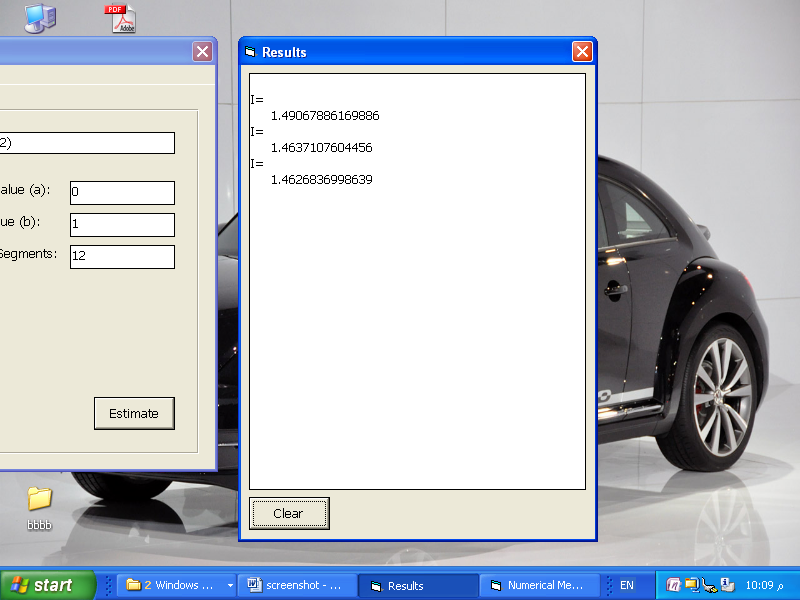 PDF
Adobe
Results
I=
1.49067886169886
I=
1.4637107604456
I=
1.4626836998639
2)
alue (a):
0
ue (b):
1
Segments:
12
Estimate
Clear
bbbb
start
2 Windows ...
screenshot - ...
Results
Numerical Me...
EN
10:09 م